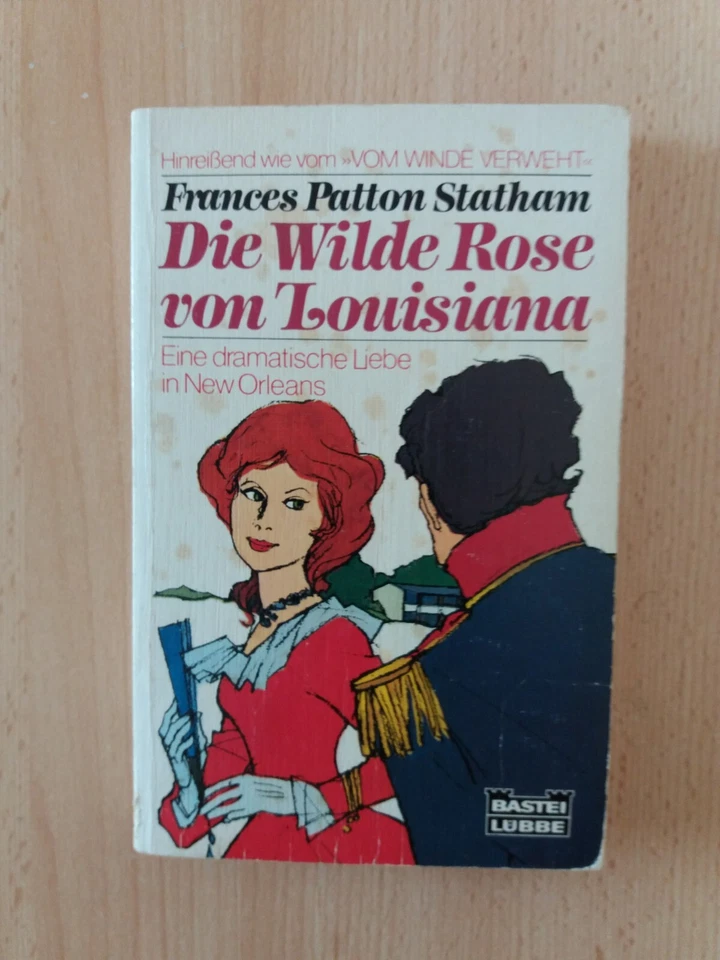 Hinreißend wie vom »VOM WINDE VERWEHT«
Frances Patton Statham
Die Wilde Rose
von Louisiana
Eine dramatische Liebe
in New Orleans
BASTEI
LÜBBE